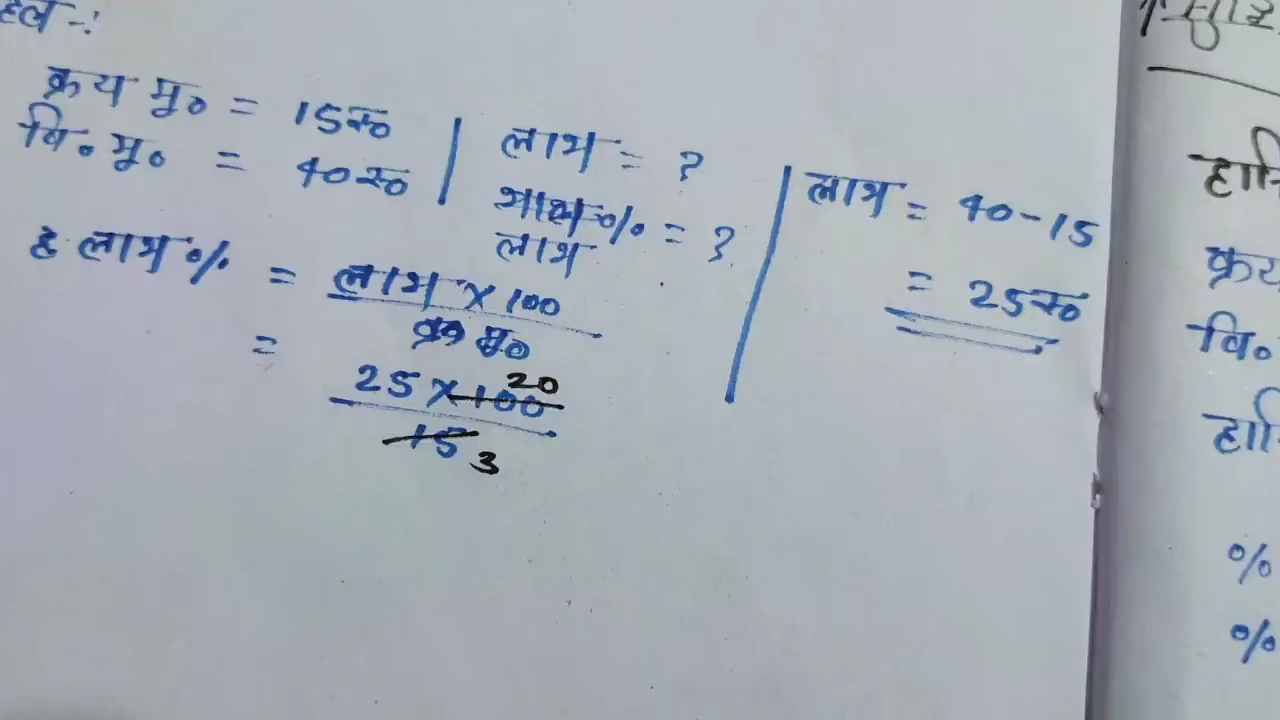 हल -:
क्रय मू० = 15रु०
वि. मू. = 40रु०
लाभ = ?
लाभ% = ?
लाभ
लाभ = 40 - 15
= 25रु०
ह लाभ% = लाभ × 100
क्र० मू०
= 25 × 100 20
15 3
क्रय
वि.
%
%